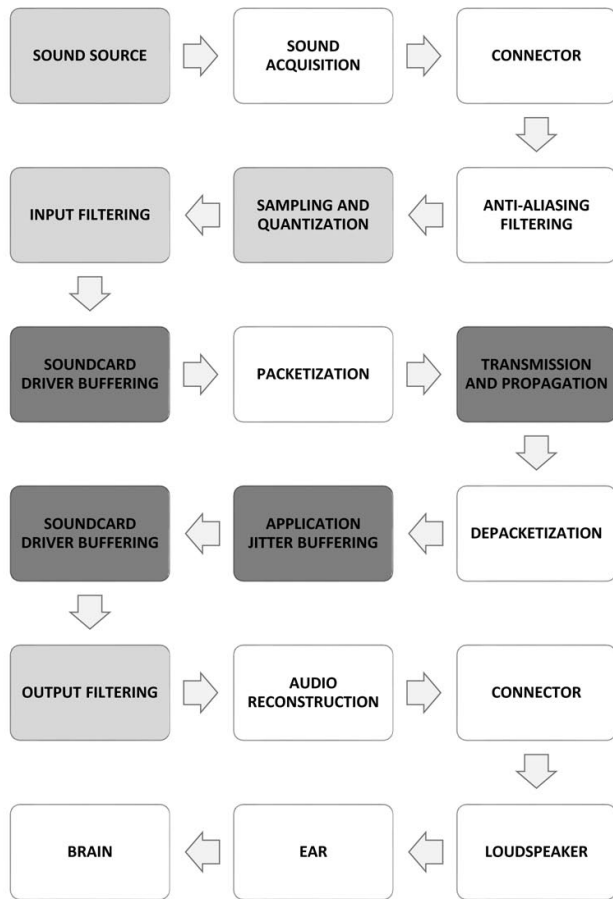 SOUND SOURCE
SOUND
ACQUISITION
CONNECTOR
INPUT FILTERING
SAMPLING AND
QUANTIZATION
ANTI-ALIASING
FILTERING
SOUNDCARD
DRIVER BUFFERING
PACKETIZATION
TRANSMISSION
AND PROPAGATION
SOUNDCARD
DRIVER BUFFERING
APPLICATION
JITTER BUFFERING
DEPACKETIZATION
OUTPUT FILTERING
AUDIO
RECONSTRUCTION
CONNECTOR
BRAIN
EAR
LOUDSPEAKER